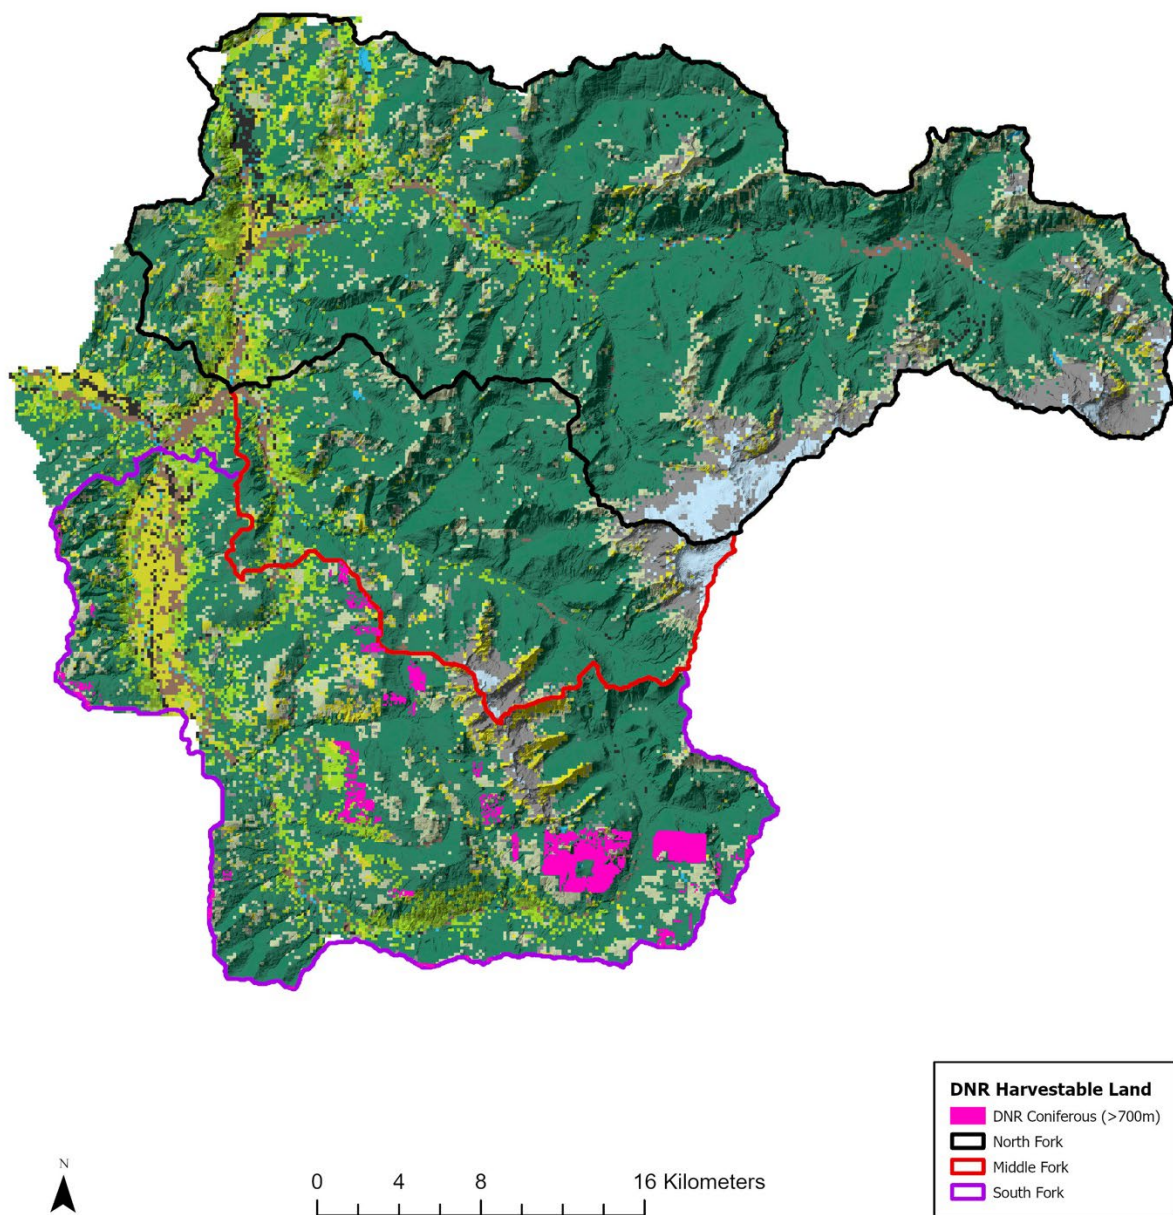 N
0 4 8 16 Kilometers
DNR Harvestable Land
DNR Coniferous (>700m)
North Fork
Middle Fork
South Fork